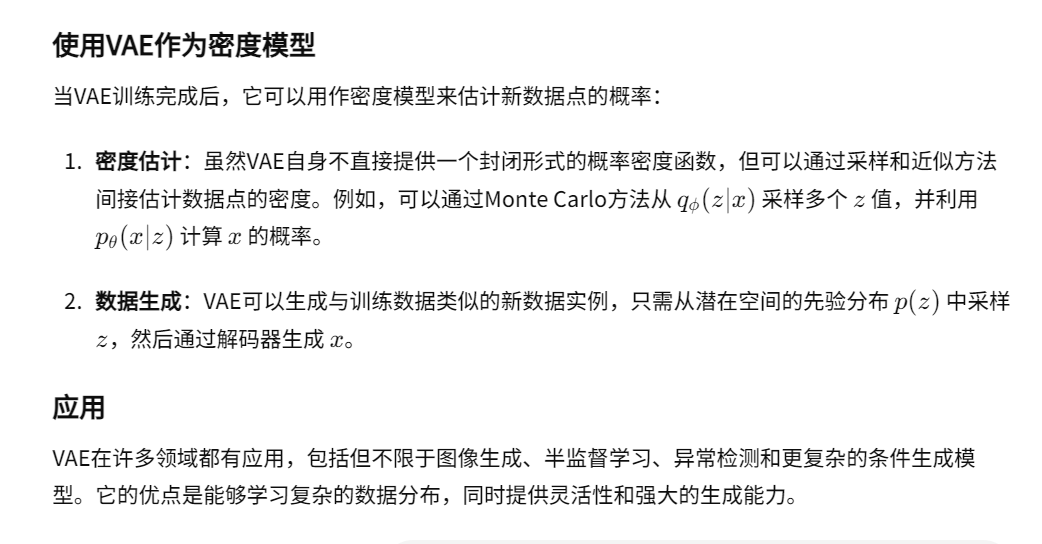 使用VAE作为密度模型
当VAE训练完成后，它可以用作密度模型来估计新数据点的概率：
1. 密度估计：虽然VAE自身不直接提供一个封闭形式的概率密度函数，但可以通过采样和近似方法
间接估计数据点的密度。例如，可以通过Monte Carlo方法从 qϕ(z|x) 采样多个 z 值，并利用
pθ(x|z) 计算 x 的概率。
2. 数据生成：VAE可以生成与训练数据类似的新数据实例，只需从潜在空间的先验分布 p(z) 中采样
z，然后通过解码器生成 x。
应用
VAE在许多领域都有应用，包括但不限于图像生成、半监督学习、异常检测和更复杂的条件生成模
型。它的优点是能够学习复杂的数据分布，同时提供灵活性和强大的生成能力。